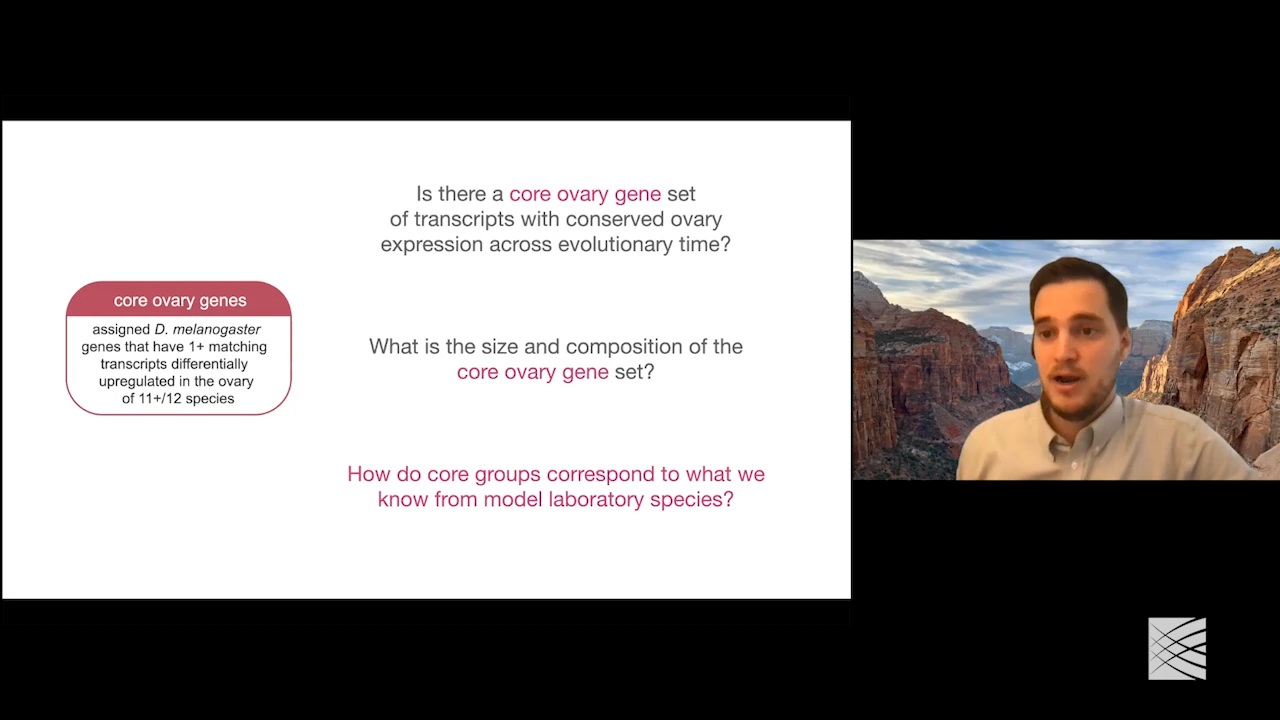 Is there a core ovary gene set
of transcripts with conserved ovary
expression across evolutionary time?
core ovary genes
assigned D. melanogaster
genes that have 1+ matching
transcripts differentially
upregulated in the ovary
of 11+/12 species
What is the size and composition of the
core ovary gene set?
How do core groups correspond to what we
know from model laboratory species?